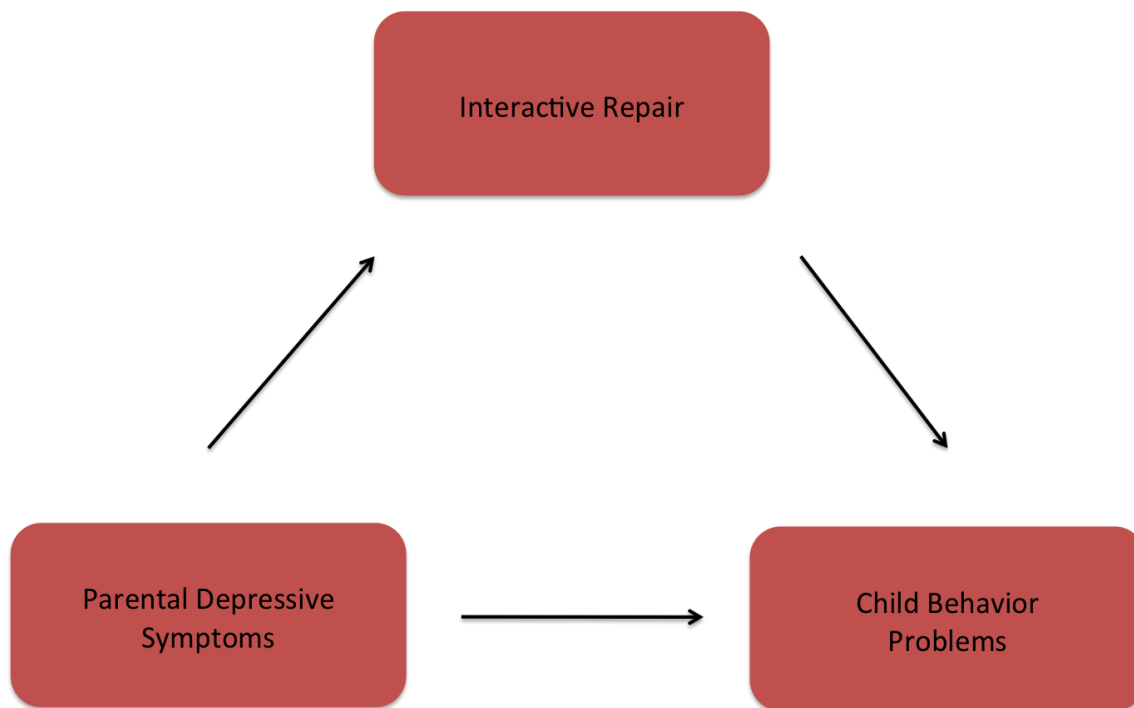 Interactive Repair
Parental Depressive
Symptoms
Child Behavior
Problems